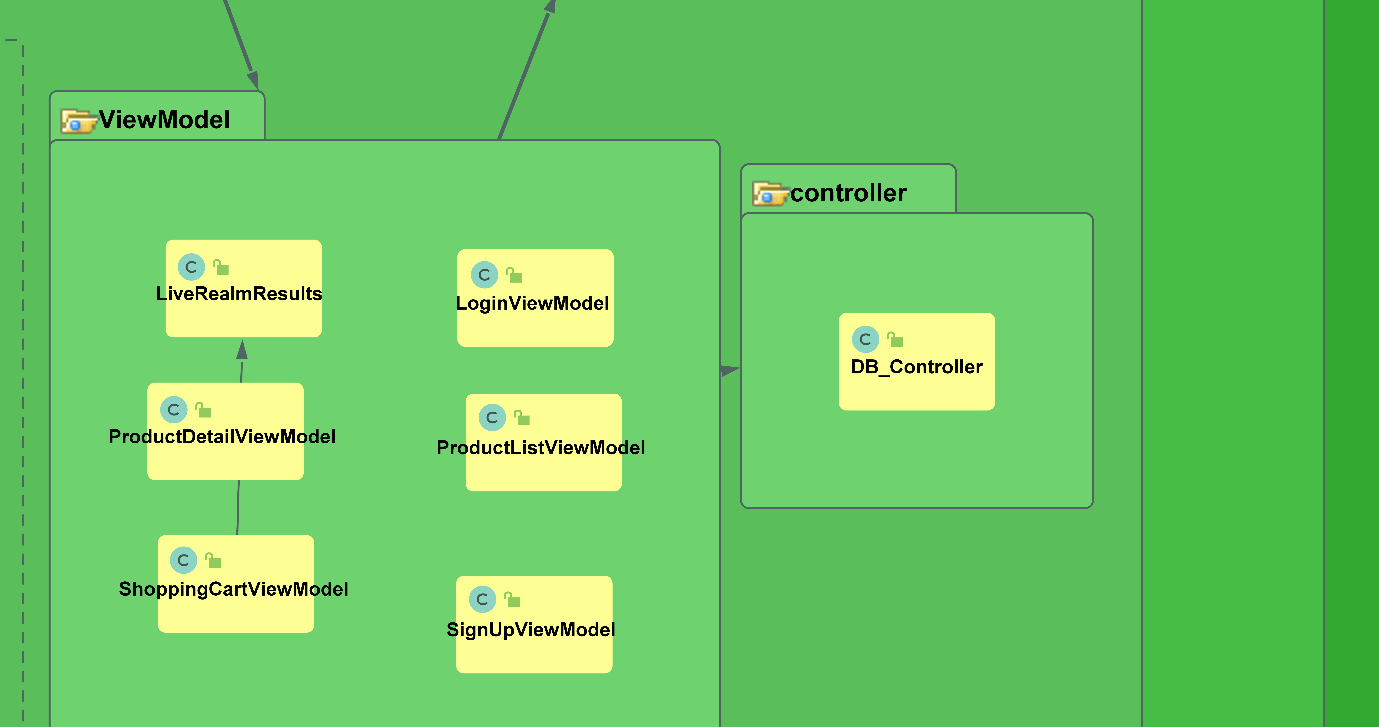 ViewModel
controller
C
LiveRealmResults
C
LoginViewModel
C
DB_Controller
C
ProductDetailViewModel
C
ProductListViewModel
C
ShoppingCartViewModel
C
SignUpViewModel